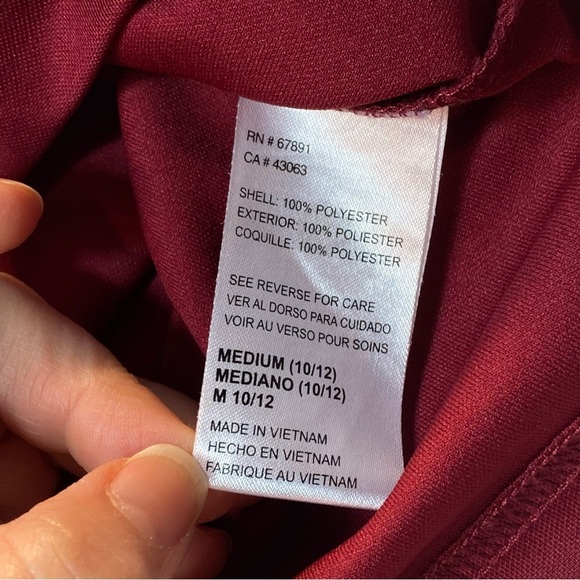 RN # 67891
CA # 43063
SHELL: 100% POLYESTER
EXTERIOR: 100% POLIESTER
COQUILLE: 100% POLYESTER
SEE REVERSE FOR CARE
VER AL DORSO PARA CUIDADO
VOIR AU VERSO POUR SOINS
MEDIUM (10/12)
MEDIANO (10/12)
M 10/12
MADE IN VIETNAM
HECHO EN VIETNAM
FABRIQUE AU VIETNAM